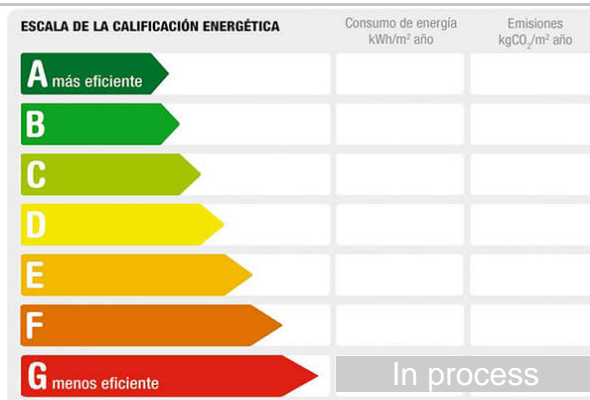 ESCALA DE LA CALIFICACIÓN ENERGÉTICA
Consumo de energía
kWh/m² año
Emisiones
kgCO₂/m² año
A más eficiente
B
C
D
E
F
G menos eficiente
In process